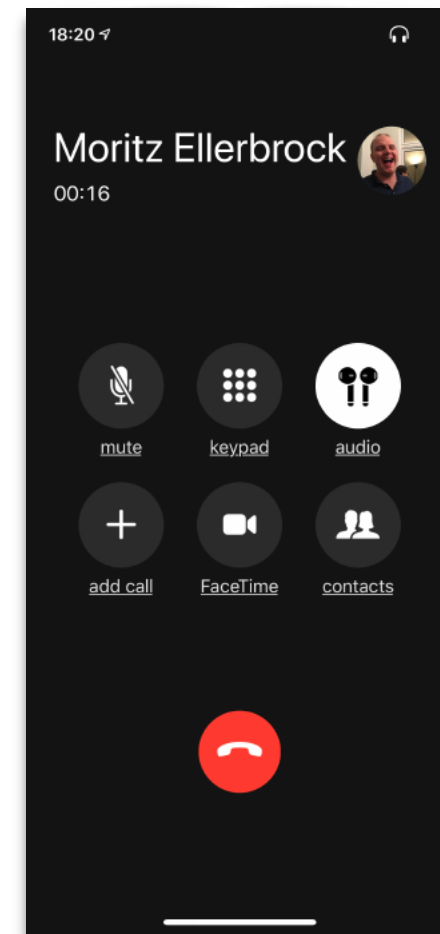 18:20
Moritz Ellerbrock
00:16
mute keypad audio
add call FaceTime contacts